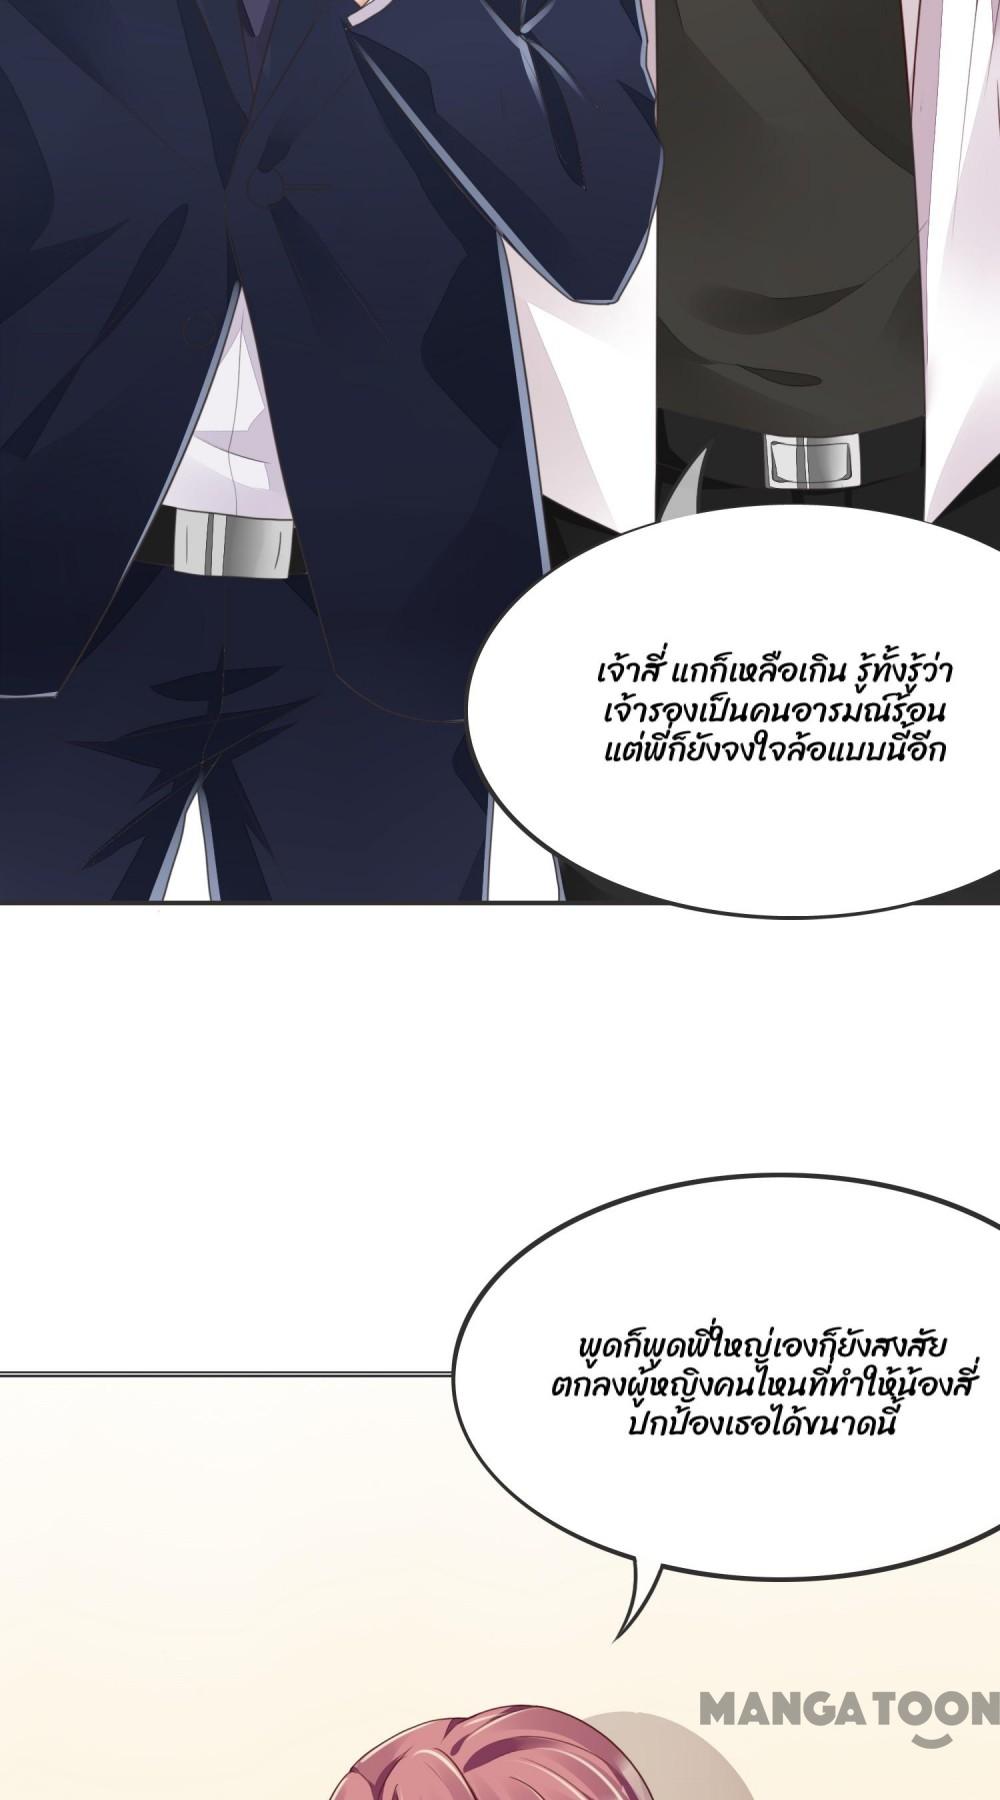 เจ้าสี่ แกก็เหลือเกิน รู้ทั้งรู้ว่า
เจ้ารองเป็นคนอารมณ์ร้อน
แต่พี่ก็ยังจงใจล้อแบบนี้อีก
พูดก็พูดพี่ใหญ่เองก็ยังสงสัย
ตกลงผู้หญิงคนไหนที่ทำให้น้องสี่
ปกป้องเธอได้ขนาดนี้
MANGATOON